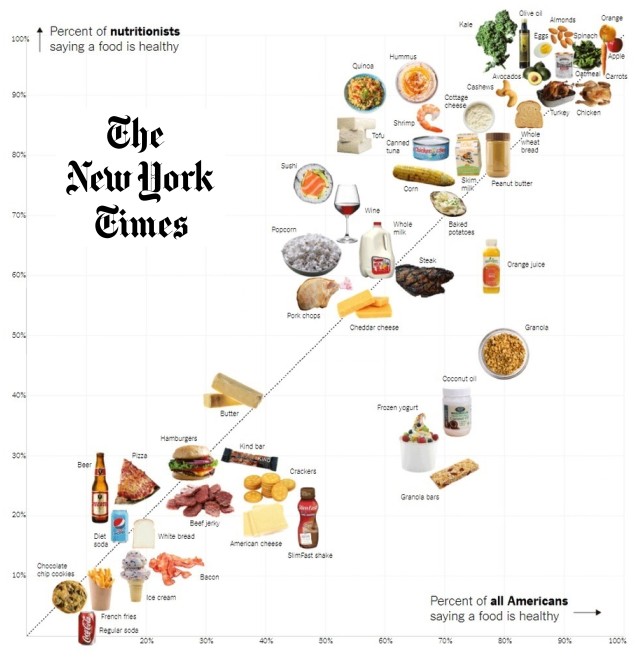 Percent of nutritionists
saying a food is healthy
100%
90%
80%
70%
60%
50%
40%
30%
20%
10%
The
New York
Times
Kale
Olive oil
Almonds
Orange
Eggs
Spinach
Apple
Avocados
Oatmeal
Carrots
Quinoa
Hummus
Cashews
Cottage
cheese
Turkey
Chicken
Shrimp
Tofu
Canned
tuna
Whole
wheat
bread
Sushi
Corn
Skim
milk
Peanut butter
Wine
Baked
potatoes
Popcorn
Whole
milk
Steak
Orange juice
Pork chops
Cheddar cheese
Granola
Butter
Coconut oil
Frozen yogurt
Granola bars
Hamburgers
Kind bar
Beer
Pizza
Crackers
Beef jerky
Diet
soda
White bread
American cheese
SlimFast shake
Chocolate
chip cookies
Bacon
Ice cream
French fries
Regular soda
Percent of all Americans
saying a food is healthy
20%
30%
40%
50%
60%
70%
80%
90%
100%